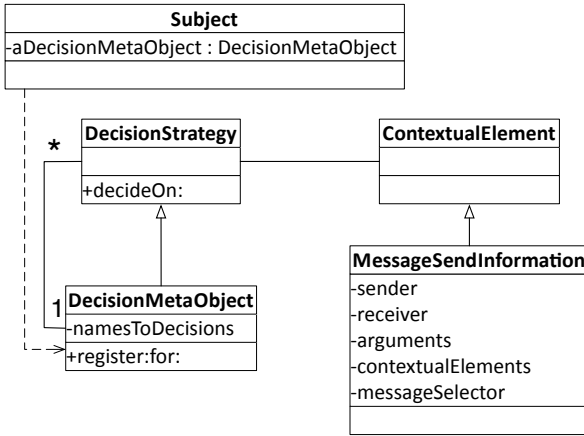 Subject
-aDecisionMetaObject : DecisionMetaObject
DecisionStrategy
+decideOn:
ContextualElement
*
1
DecisionMetaObject
-namesToDecisions
+register:for:
MessageSendInformation
-sender
-receiver
-arguments
-contextualElements
-messageSelector